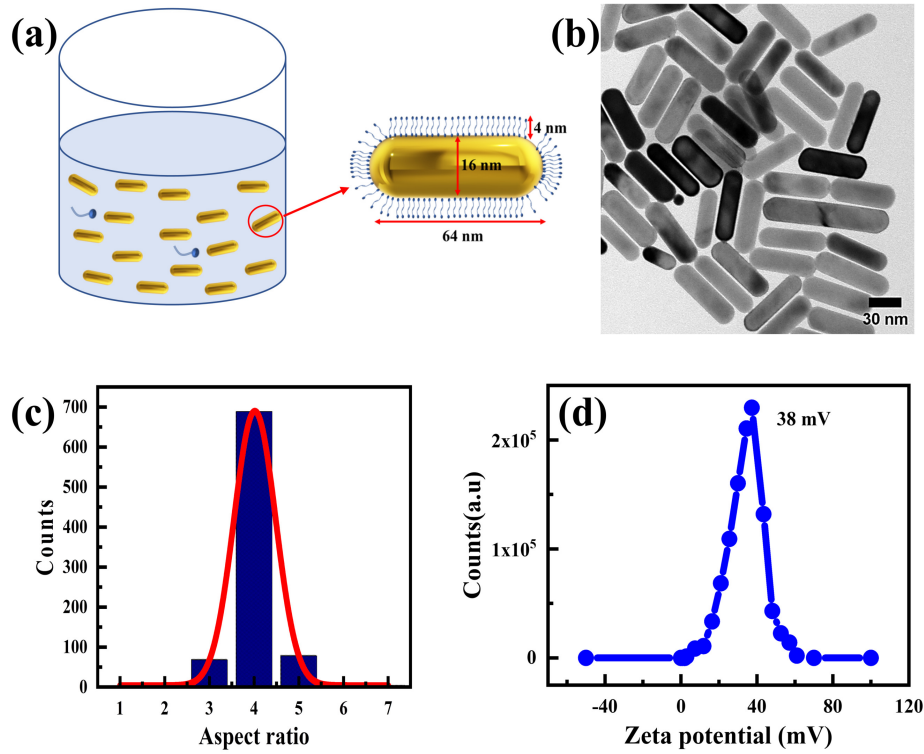 (a)
4 nm
16 nm
64 nm
(b)
30 nm
(c)
700
600
500
400
300
200
100
0
Counts
1 2 3 4 5 6 7
Aspect ratio
(d)
38 mV
2x10⁵
1x10⁵
0
Counts(a.u)
-40 0 40 80 120
Zeta potential (mV)